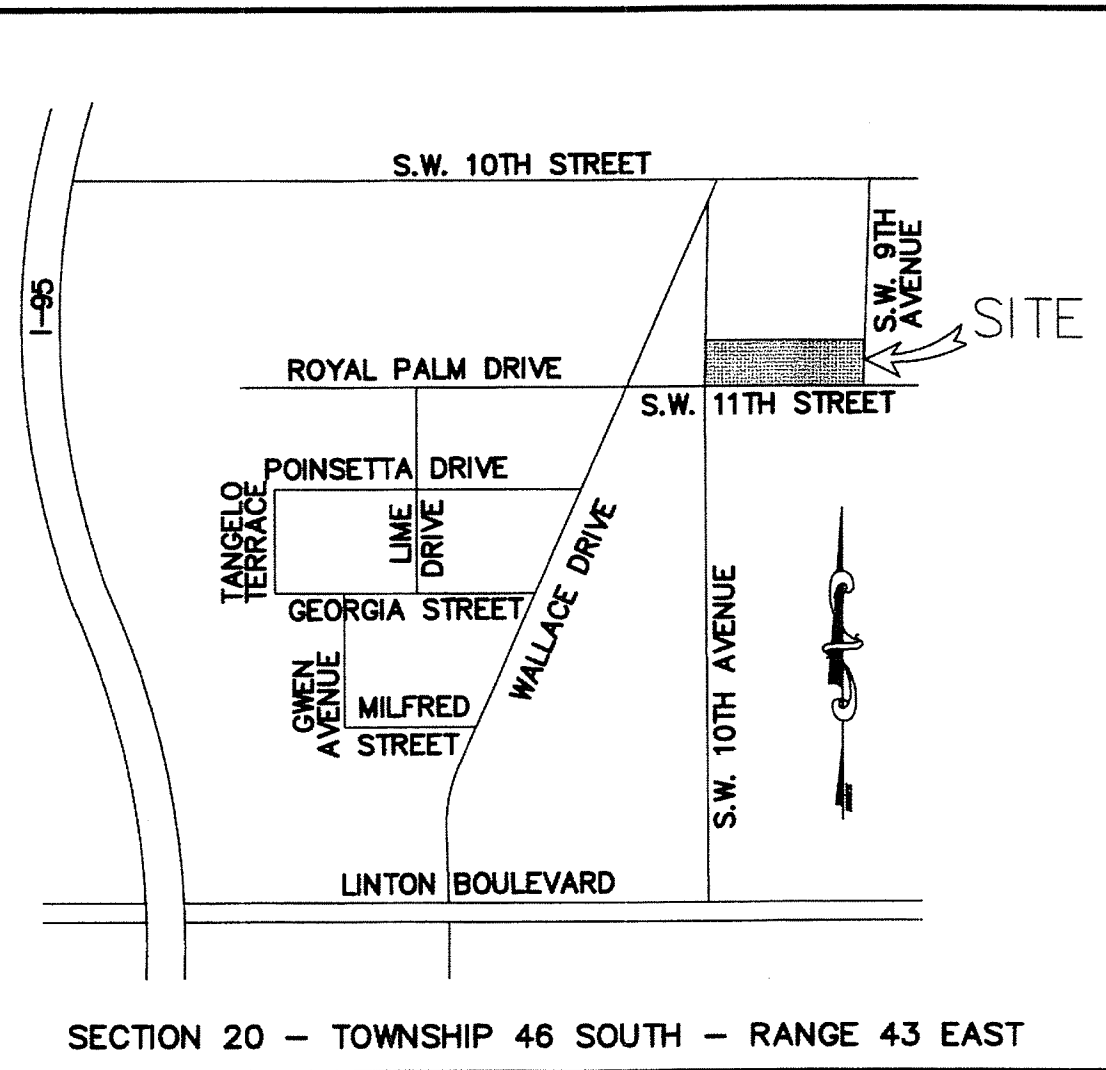 S.W. 10TH STREET
S.W. 9TH
AVENUE
I-95
SITE
ROYAL PALM DRIVE
S.W. 11TH STREET
POINSETTA DRIVE
TANGELO
TERRACE
LIME
DRIVE
GEORGIA STREET
WALLACE DRIVE
S.W. 10TH AVENUE
GWEN
AVENUE
MILFRED
STREET
LINTON BOULEVARD
SECTION 20 – TOWNSHIP 46 SOUTH – RANGE 43 EAST